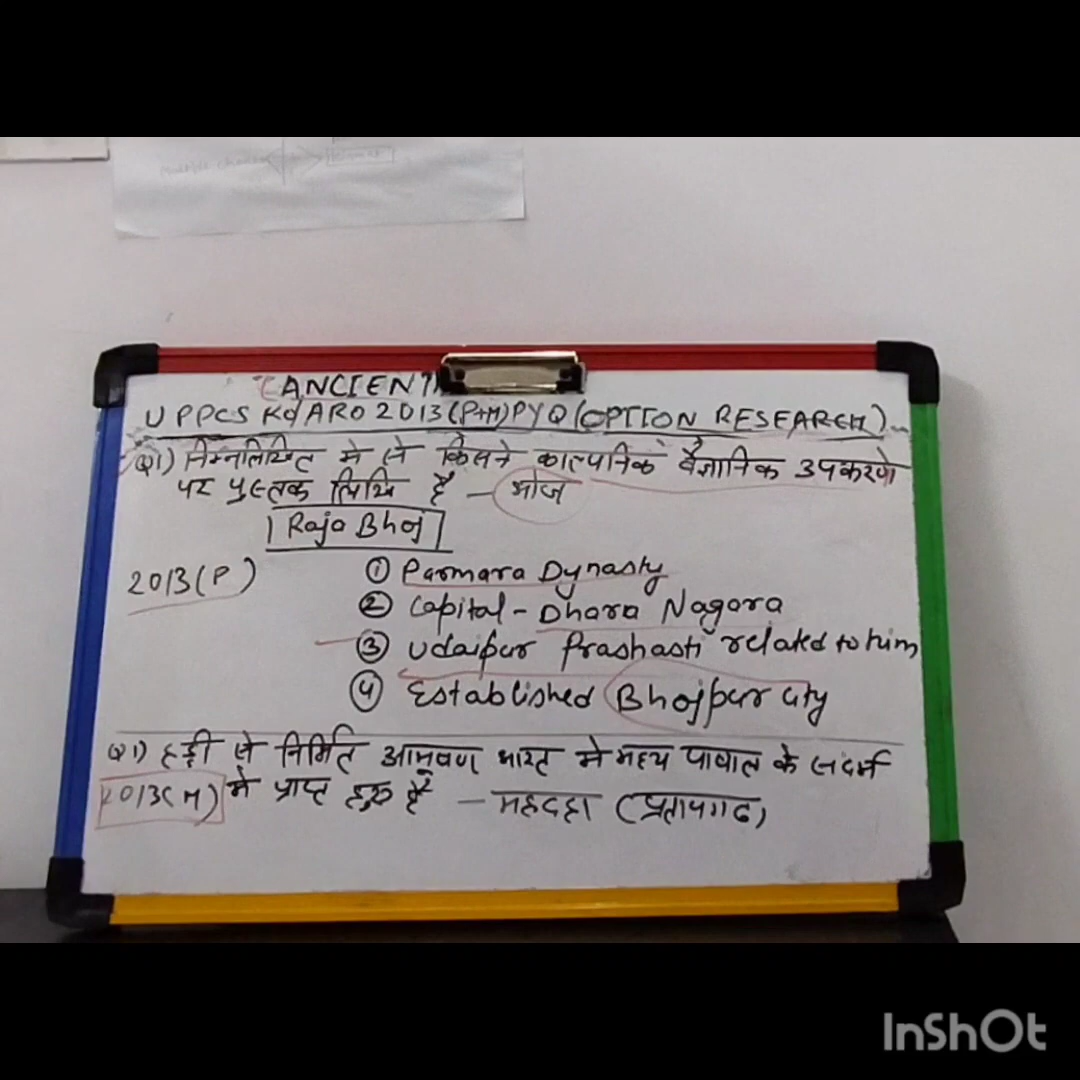 ANCIENT
UPPCS RO/ARO 2013 (P+M) PYQ (OPTION RESEARCH)
Q1) निम्नलिखित मे से किसने काल्पनिक वैज्ञानिक उपकरणो
पर पुस्तक लिखि है - भोज
Raja Bhoj
2013(P)
① Parmara Dynasty
② Capital - Dhara Nagara
③ Udaipur Prashasti related to him
④ Established Bhojpur city
Q1) हड्डी से निर्मित आभूषण भारत मे मध्य पाषाण के संदर्भ
2013(M) मे प्राप्त हुए है - महदहा (प्रतापगढ)
InShOt